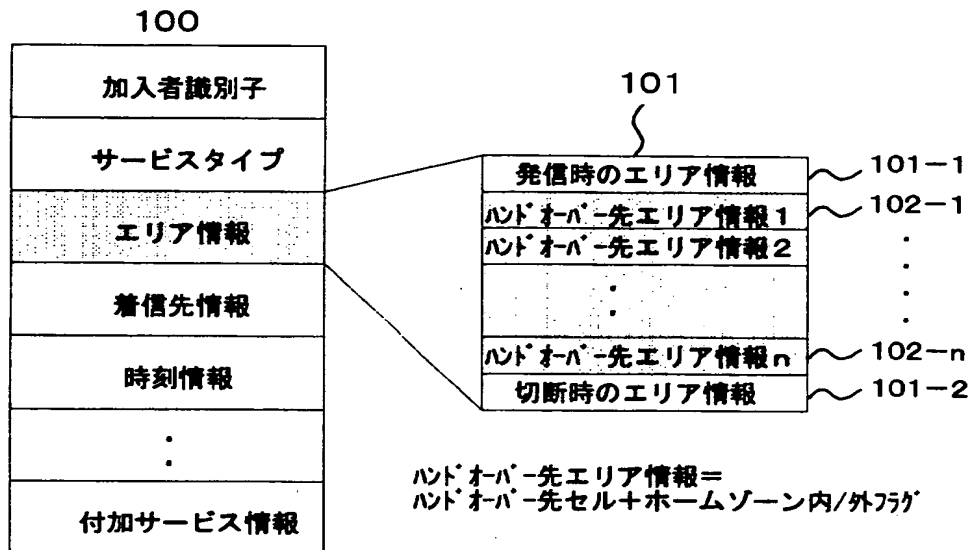 100
加入者識別子
サービスタイプ
エリア情報
着信先情報
時刻情報
:
付加サービス情報
101
発信時のエリア情報
101-1
ﾊﾝﾄﾞｵｰﾊﾞｰ先エリア情報1
102-1
ﾊﾝﾄﾞｵｰﾊﾞｰ先エリア情報2
:
ﾊﾝﾄﾞｵｰﾊﾞｰ先エリア情報n
102-n
切断時のエリア情報
101-2
ﾊﾝﾄﾞｵｰﾊﾞｰ先エリア情報=
ﾊﾝﾄﾞｵｰﾊﾞｰ先セル+ホームゾーン内/外ﾌﾗｸﾞ